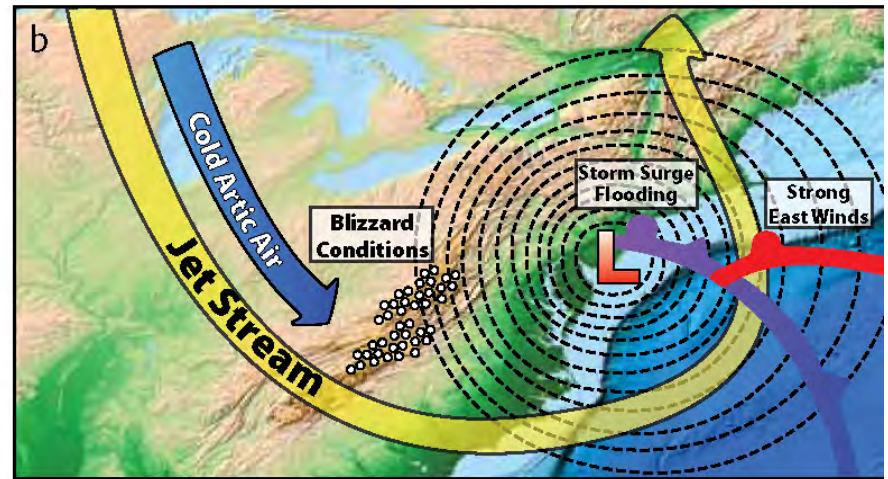 b
Cold Artic Air
Jet Stream
Blizzard
Conditions
Storm Surge
Flooding
Strong
East Winds
L